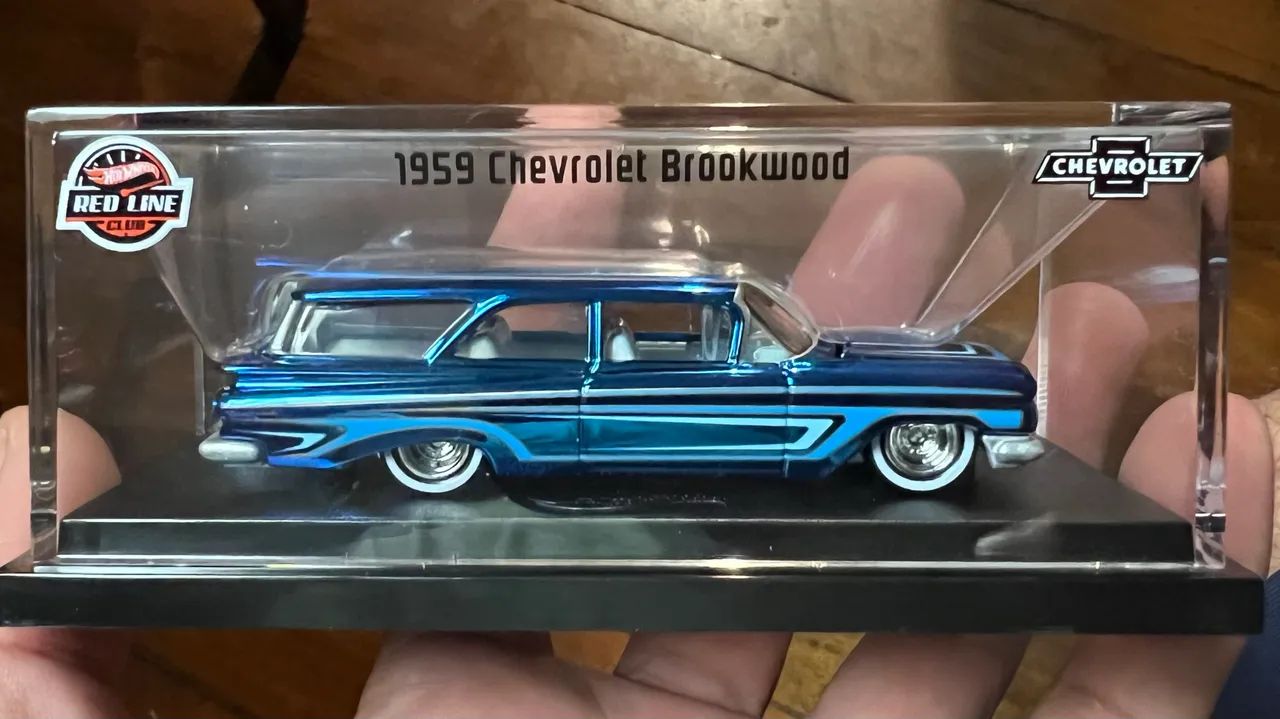 1959 Chevrolet Brookwood
HOT WHEELS
RED LINE
CLUB
CHEVROLET